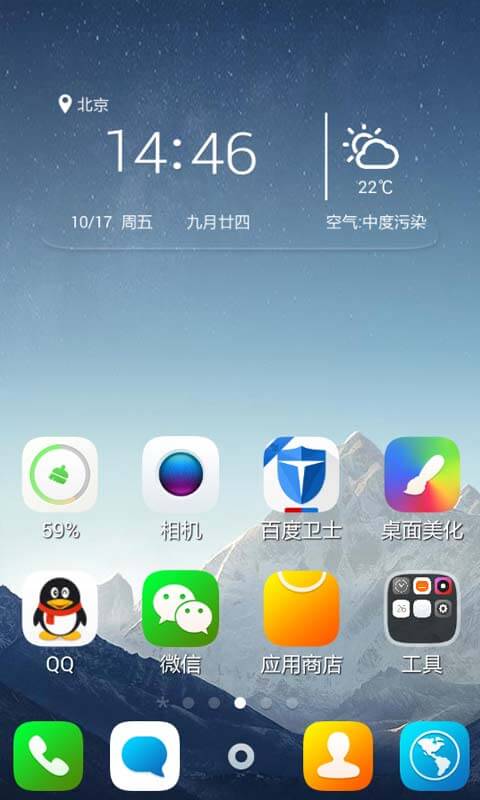 北京
14:46
22℃
10/17 周五 九月廿四 空气:中度污染
59% 相机 百度卫士 桌面美化
26
QQ 微信 应用商店 工具